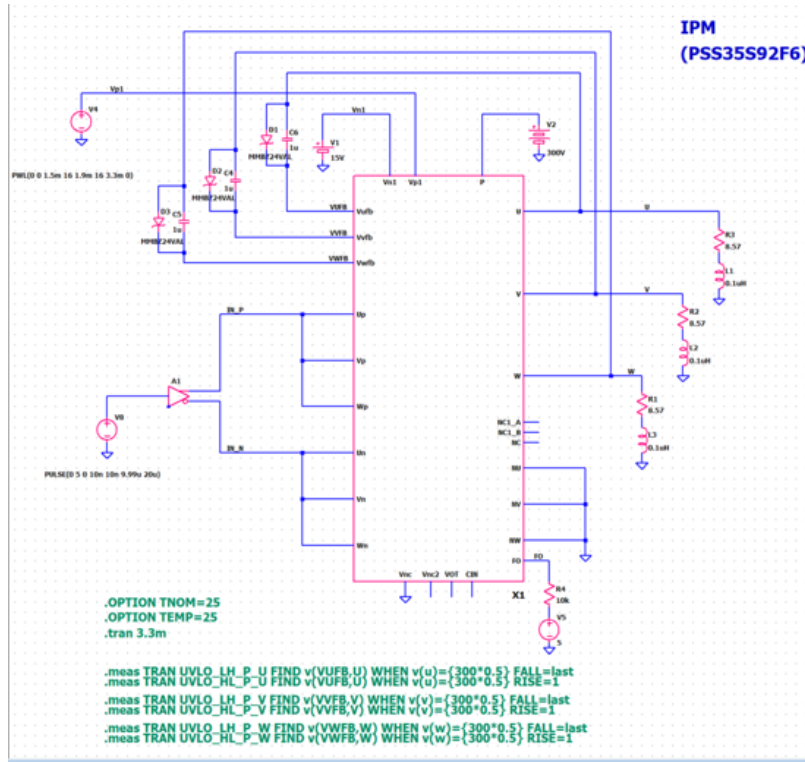 IPM
(PSS35S92F6)
Vp1
V4
D1
C6
1u
MMBZ24VAL
Vn1
V1
15V
V2
300V
PWL(0 0 1.5m 16 1.9m 16 3.3m 0)
D2
C4
1u
MMBZ24VAL
D3
C5
1u
MMBZ24VAL
Vn1
Vp1
P
VUFB
Vufb
VVFB
Vvfb
VWFB
Vwfb
U
U
R3
8.57
L1
0.1uH
V
V
R2
8.57
L2
0.1uH
W
W
R1
8.57
L3
0.1uH
IN_P
Up
Vp
Wp
A1
V8
PULSE(0 5 0 10n 10n 9.99u 20u)
IN_N
Un
Vn
Wn
NC1_A
NC1_B
NC
NU
NV
NW
FO
FO
Vnc
Vnc2
VOT
CIN
X1
R4
10k
V5
5
.OPTION TNOM=25
.OPTION TEMP=25
.tran 3.3m
.meas TRAN UVLO_LH_P_U FIND v(VUFB,U) WHEN v(u)={300*0.5} FALL=last
.meas TRAN UVLO_HL_P_U FIND v(VUFB,U) WHEN v(u)={300*0.5} RISE=1
.meas TRAN UVLO_LH_P_V FIND v(VVFB,V) WHEN v(v)={300*0.5} FALL=last
.meas TRAN UVLO_HL_P_V FIND v(VVFB,V) WHEN v(v)={300*0.5} RISE=1
.meas TRAN UVLO_LH_P_W FIND v(VWFB,W) WHEN v(w)={300*0.5} FALL=last
.meas TRAN UVLO_HL_P_W FIND v(VWFB,W) WHEN v(w)={300*0.5} RISE=1